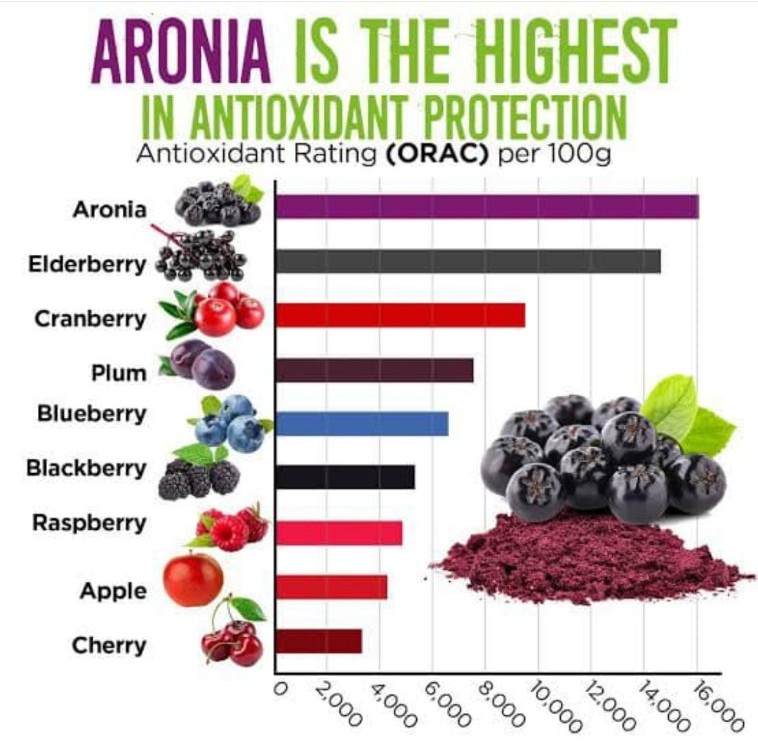 ARONIA IS THE HIGHEST
IN ANTIOXIDANT PROTECTION
Antioxidant Rating (ORAC) per 100g
Aronia
Elderberry
Cranberry
Plum
Blueberry
Blackberry
Raspberry
Apple
Cherry
0 2,000 4,000 6,000 8,000 10,000 12,000 14,000 16,000